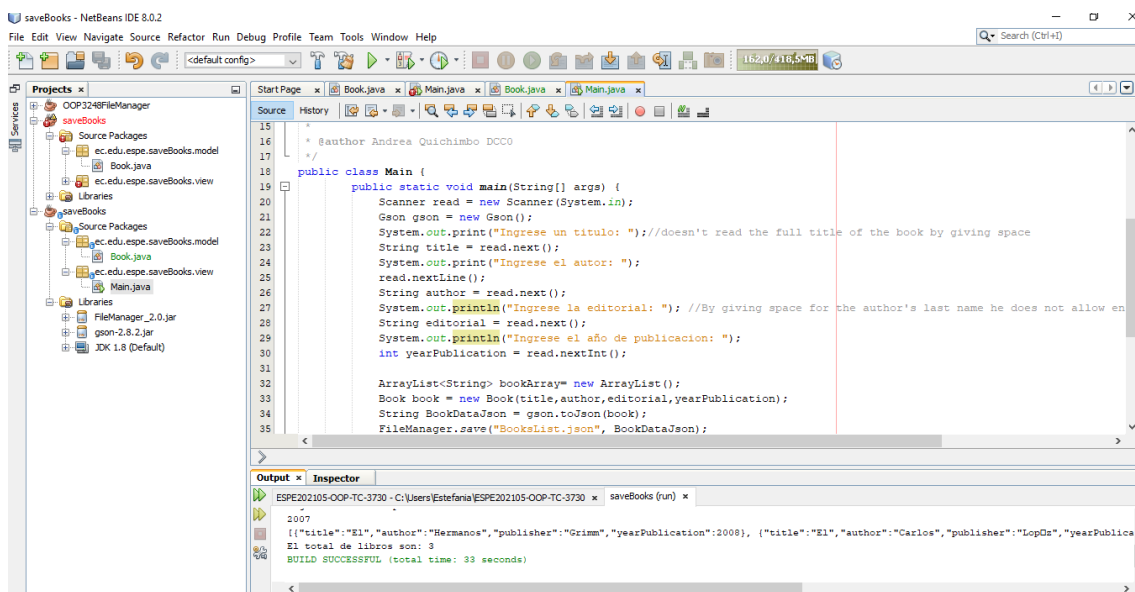 saveBooks - NetBeans IDE 8.0.2
File Edit View Navigate Source Refactor Run Debug Profile Team Tools Window Help
Search (Ctrl+I)
<default config>
162,0/418,5MB
Services
Projects
OOP3248FileManager
saveBooks
Source Packages
ec.edu.espe.saveBooks.model
Book.java
ec.edu.espe.saveBooks.view
Libraries
saveBooks
Source Packages
ec.edu.espe.saveBooks.model
Book.java
ec.edu.espe.saveBooks.view
Main.java
Libraries
FileManager_2.0.jar
gson-2.8.2.jar
JDK 1.8 (Default)
Start Page Book.java Main.java Book.java Main.java
Source History
15 *
16 * @author Andrea Quichimbo DCCO
17 */
18 public class Main {
19 public static void main(String[] args) {
20 Scanner read = new Scanner(System.in);
21 Gson gson = new Gson();
22 System.out.print("Ingrese un titulo: ");//doesn't read the full title of the book by giving space
23 String title = read.next();
24 System.out.print("Ingrese el autor: ");
25 read.nextLine();
26 String author = read.next();
27 System.out.println("Ingrese la editorial: "); //By giving space for the author's last name he does not allow en
28 String editorial = read.next();
29 System.out.println("Ingrese el año de publicacion: ");
30 int yearPublication = read.nextInt();
31
32 ArrayList<String> bookArray= new ArrayList();
33 Book book = new Book(title,author,editorial,yearPublication);
34 String BookDataJson = gson.toJson(book);
35 FileManager.save("BooksList.json", BookDataJson);
Output Inspector
ESPE202105-OOP-TC-3730 - C:\Users\Estefania\ESPE202105-OOP-TC-3730 saveBooks (run)
2007
[{"title":"El","author":"Hermanos","publisher":"Grimm","yearPublication":2008}, {"title":"El","author":"Carlos","publisher":"Lop□z","yearPublica
El total de libros son: 3
BUILD SUCCESSFUL (total time: 33 seconds)